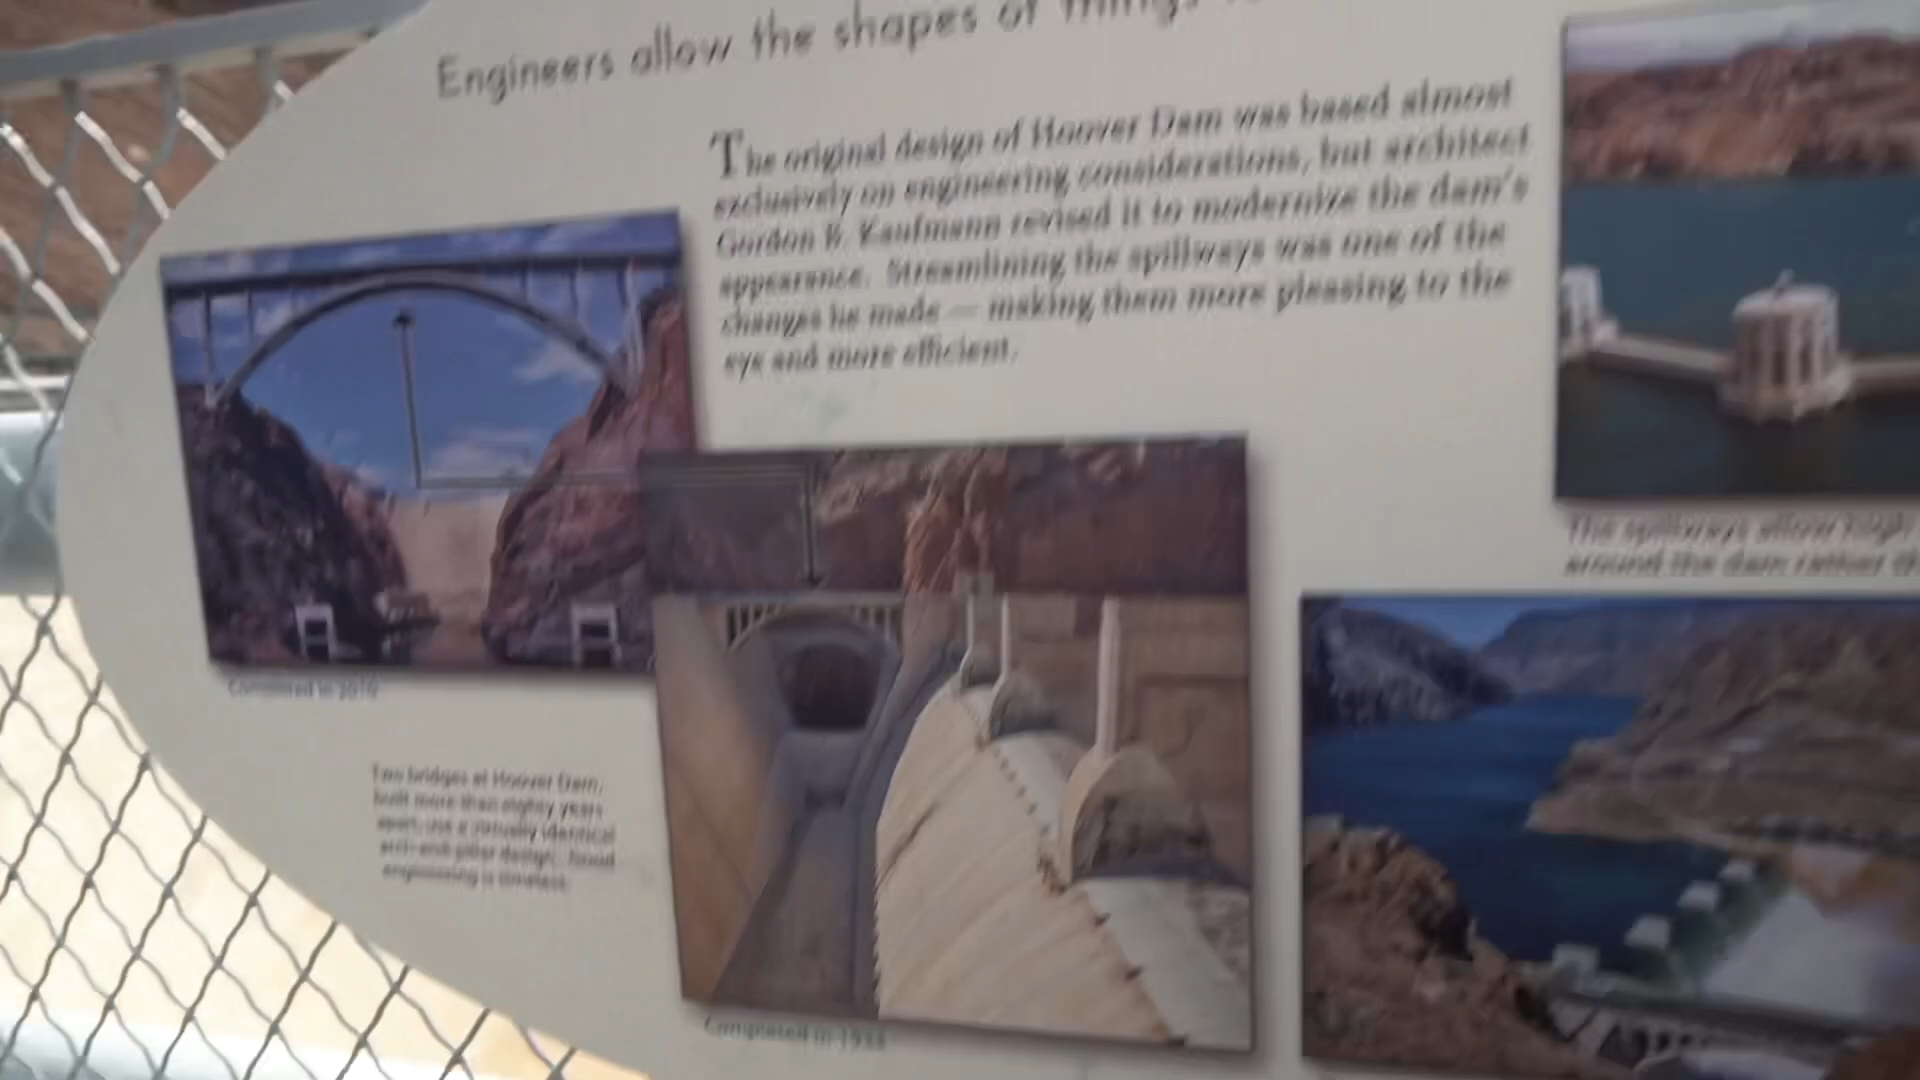 Engineers allow the shapes of things
The original design of Hoover Dam was based almost
exclusively on engineering considerations, but architect
Gordon B. Kaufmann revised it to modernize the dam's
appearance. Streamlining the spillways was one of the
changes he made — making them more pleasing to the
eye and more efficient.
The spillways allow high
around the dam rather
Completed in 2010
Two bridges at Hoover Dam,
built more than eighty years
apart, use a virtually identical
arch-and-pillar design. Good
engineering is timeless.
Completed in